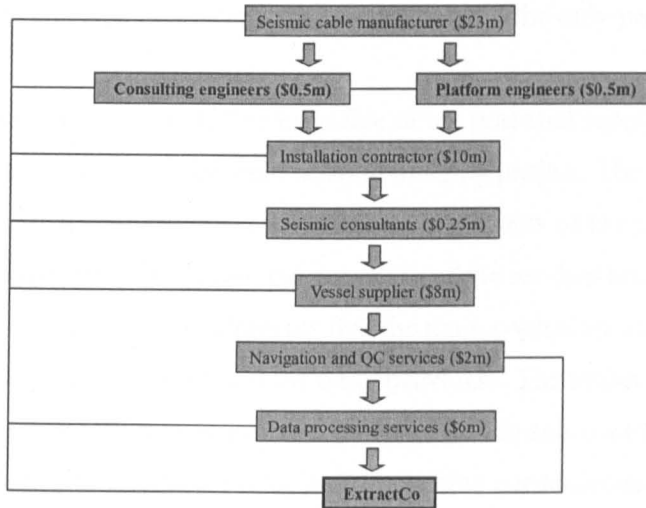 Seismic cable manufacturer ($23m)
Consulting engineers ($0.5m)
Platform engineers ($0.5m)
Installation contractor ($10m)
Seismic consultants ($0.25m)
Vessel supplier ($8m)
Navigation and QC services ($2m)
Data processing services ($6m)
ExtractCo